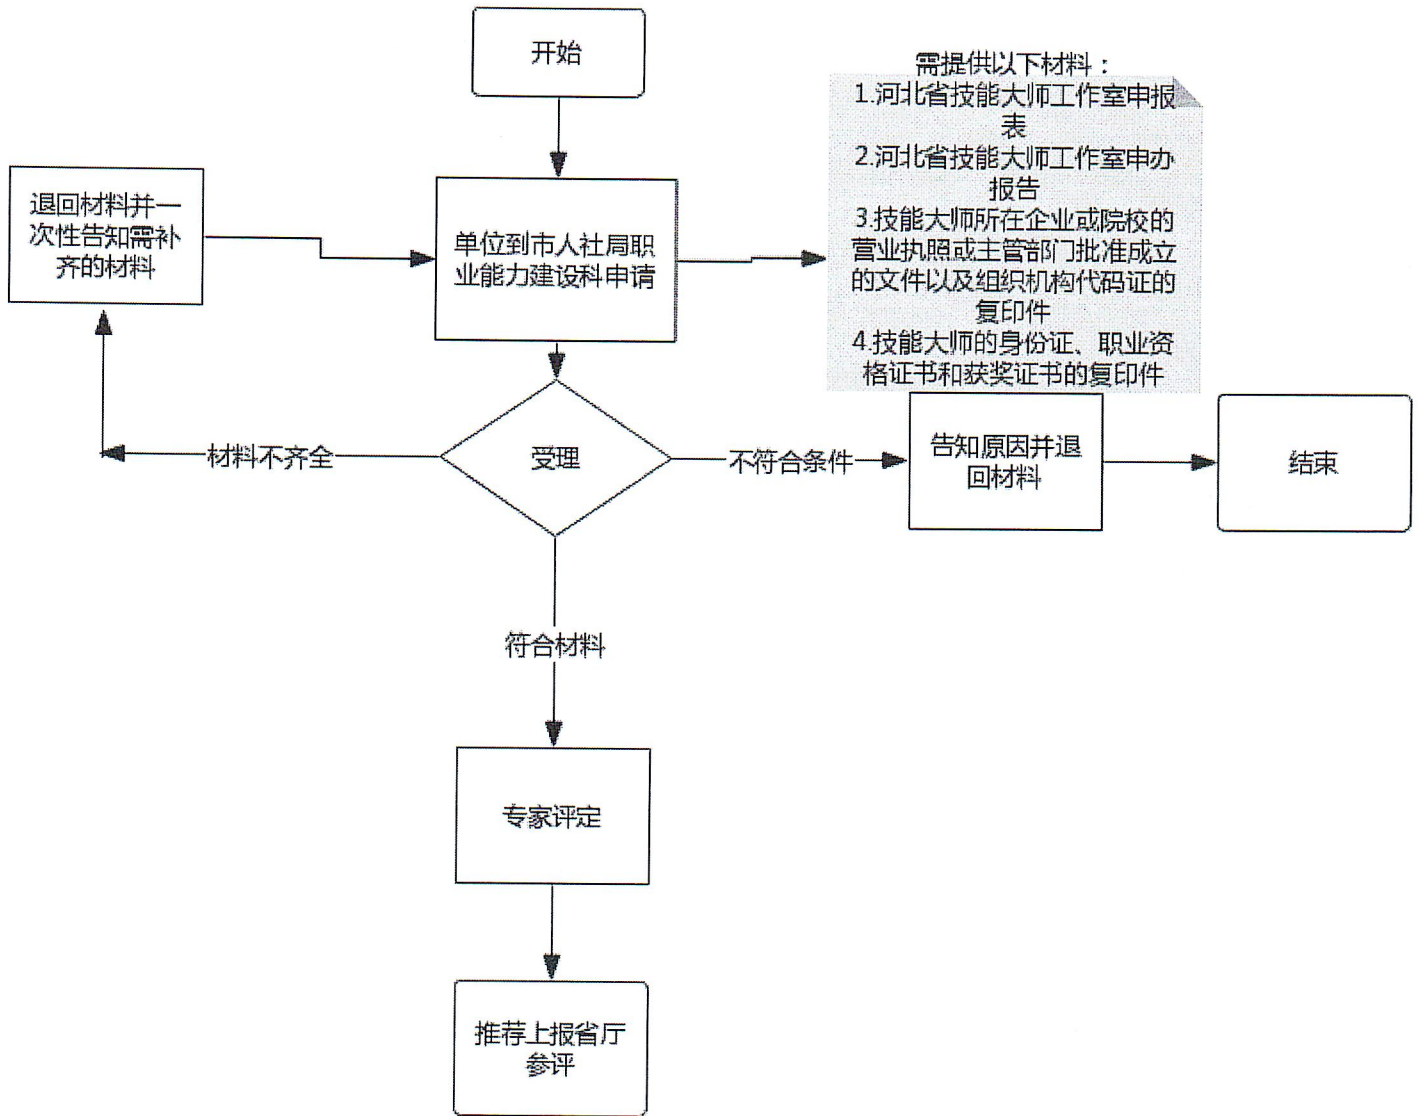 开始
需提供以下材料：
1.河北省技能大师工作室申报
表
2.河北省技能大师工作室申办
报告
3.技能大师所在企业或院校的
营业执照或主管部门批准成立
的文件以及组织机构代码证的
复印件
4.技能大师的身份证、职业资
格证书和获奖证书的复印件
退回材料并一
次性告知需补
齐的材料
单位到市人社局职
业能力建设科申请
材料不齐全
受理
不符合条件
告知原因并退
回材料
结束
符合材料
专家评定
推荐上报省厅
参评